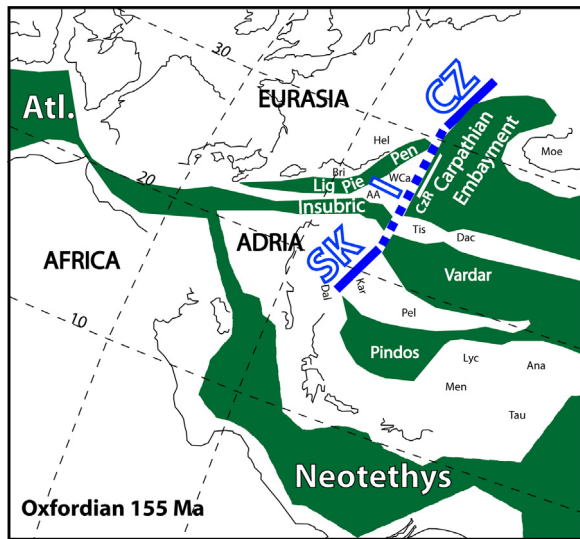 30
CZ
Atl.
EURASIA
Hel
Pen
Moe
Bri
Lig Pie
WCa
I
AA
CzR
Carpathian
Embayment
20
Insubric
ADRIA
SK
Tis
Dac
AFRICA
Vardar
Dal
Kar
10
Pel
Pindos
Lyc
Ana
Men
Tau
Neotethys
Oxfordian 155 Ma